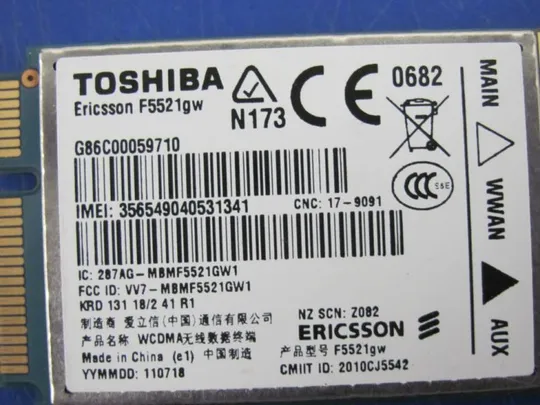 TOSHIBA
Ericsson F5521gw
N173
CE 0682
G86C00059710
IMEI: 356549040531341
CNC: 17-9091
CCC S&E
IC: 287AG-MBMF5521GW1
FCC ID: VV7-MBMF5521GW1
KRD 131 18/2 41 R1
制造商 爱立信(中国)通信有限公司
产品名称 WCDMA无线数据终端
Made in China (e1) 中国制造
YYMMDD: 110718
NZ SCN: Z082
ERICSSON
产品型号 F5521gw
CMIIT ID: 2010CJ5542
MAIN
WWAN
AUX